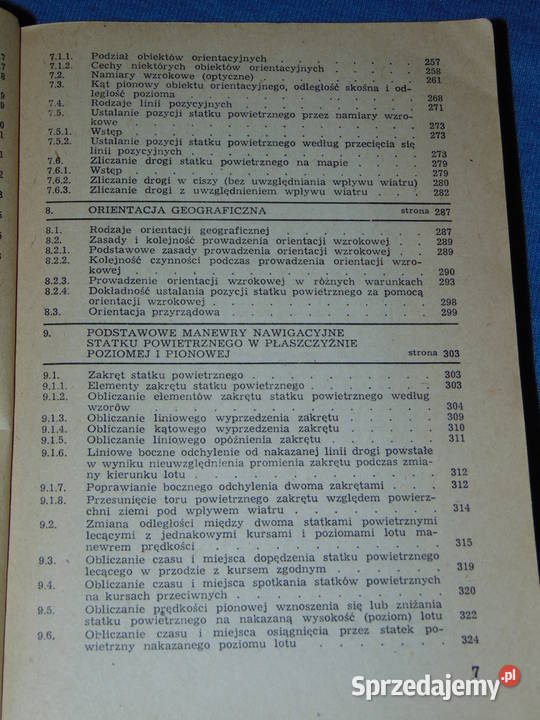 7.1.1. Podział obiektów orientacyjnych . . . . . . 257
7.1.2. Cechy niektórych obiektów orientacyjnych . . . . 258
7.2. Namiary wzrokowe (optyczne) . . . . . . . 261
7.3. Kąt pionowy obiektu orientacyjnego, odległość skośna i od-
ległość pozioma . . . . . . . . . . 268
7.4. Rodzaje linii pozycyjnych . . . . . . . . 271
7.5. Ustalanie pozycji statku powietrznego przez namiary wzro-
kowe . . . . . . . . . . . . 273
7.5.1. Wstęp . . . . . . . . . . . . 273
7.5.2. Ustalanie pozycji statku powietrznego według przecięcia się
linii pozycyjnych . . . . . . . . . . 273
7.6. Zliczanie drogi statku powietrznego na mapie . . . 279
7.6.1. Wstęp . . . . . . . . . . . . 279
7.6.2. Zliczanie drogi w ciszy (bez uwzględniania wpływu wiatru) 280
7.6.3. Zliczanie drogi z uwzględnieniem wpływu wiatru . . . 282
8. ORIENTACJA GEOGRAFICZNA strona 287
8.1. Rodzaje orientacji geograficznej . . . . . . 287
8.2. Zasady i kolejność prowadzenia orientacji wzrokowej . . 289
8.2.1. Podstawowe zasady prowadzenia orientacji wzrokowej . . 289
8.2.2. Kolejność czynności podczas prowadzenia orientacji wzro-
kowej . . . . . . . . . . . . 290
8.2.3. Prowadzenie orientacji wzrokowej w różnych warunkach 293
8.2.4. Dokładność ustalania pozycji statku powietrznego za pomocą
orientacji wzrokowej . . . . . . . . . 298
8.3. Orientacja przyrządowa . . . . . . . . 299
9. PODSTAWOWE MANEWRY NAWIGACYJNE
STATKU POWIETRZNEGO W PŁASZCZYŹNIE
POZIOMEJ I PIONOWEJ strona 303
9.1. Zakręt statku powietrznego . . . . . . . 303
9.1.1. Elementy zakrętu statku powietrznego . . . . . 303
9.1.2. Obliczanie elementów zakrętu statku powietrznego według
wzorów . . . . . . . . . . . . 304
9.1.3. Obliczanie liniowego wyprzedzenia zakrętu . . . . 309
9.1.4. Obliczanie kątowego wyprzedzenia zakrętu . . . . 310
9.1.5. Obliczanie liniowego opóźnienia zakrętu . . . . . 311
9.1.6. Liniowe boczne odchylenie od nakazanej linii drogi powstałe
w wyniku nieuwzględnienia promienia zakrętu podczas zmia-
ny kierunku lotu . . . . . . . . . . 312
9.1.7. Poprawianie bocznego odchylenia dwoma zakrętami . . 312
9.1.8. Przesunięcie toru powietrznego zakrętu względem powierz-
chni ziemi pod wpływem wiatru . . . . . . . 314
9.2. Zmiana odległości między dwoma statkami powietrznymi
lecącymi z jednakowymi kursami i poziomami lotu ma-
newrem prędkości . . . . . . . . . . 315
9.3. Obliczanie czasu i miejsca dopędzenia statku powietrznego
lecącego w przodzie z kursem zgodnym . . . . . 319
9.4. Obliczanie czasu i miejsca spotkania statków powietrznych
na kursach przeciwnych . . . . . . . . 320
9.5. Obliczanie prędkości pionowej wznoszenia się lub zniżania
statku powietrznego na nakazaną wysokość (poziom) lotu 322
9.6. Obliczanie czasu i miejsca osiągnięcia przez statek po-
wietrzny nakazanego poziomu lotu . . . . . . 324
7
Sprzedajemy.pl